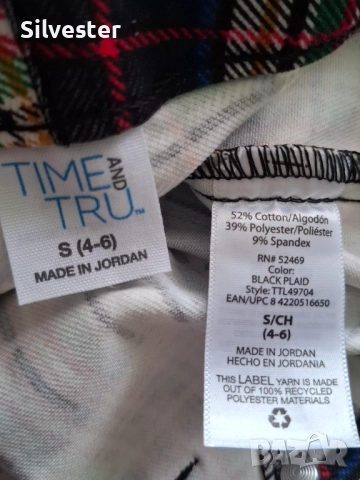 Silvester
TIME AND
TRU™
S (4-6)
MADE IN JORDAN
52% Cotton/Algodón
39% Polyester/Poliéster
9% Spandex
RN# 52469
Color:
BLACK PLAID
Style: TTL49704
EAN/UPC 8 4220516650
S/CH
(4-6)
MADE IN JORDAN
HECHO EN JORDANIA
THIS LABEL YARN IS MADE
OUT OF 100% RECYCLED
POLYESTER MATERIALS
BAZAR